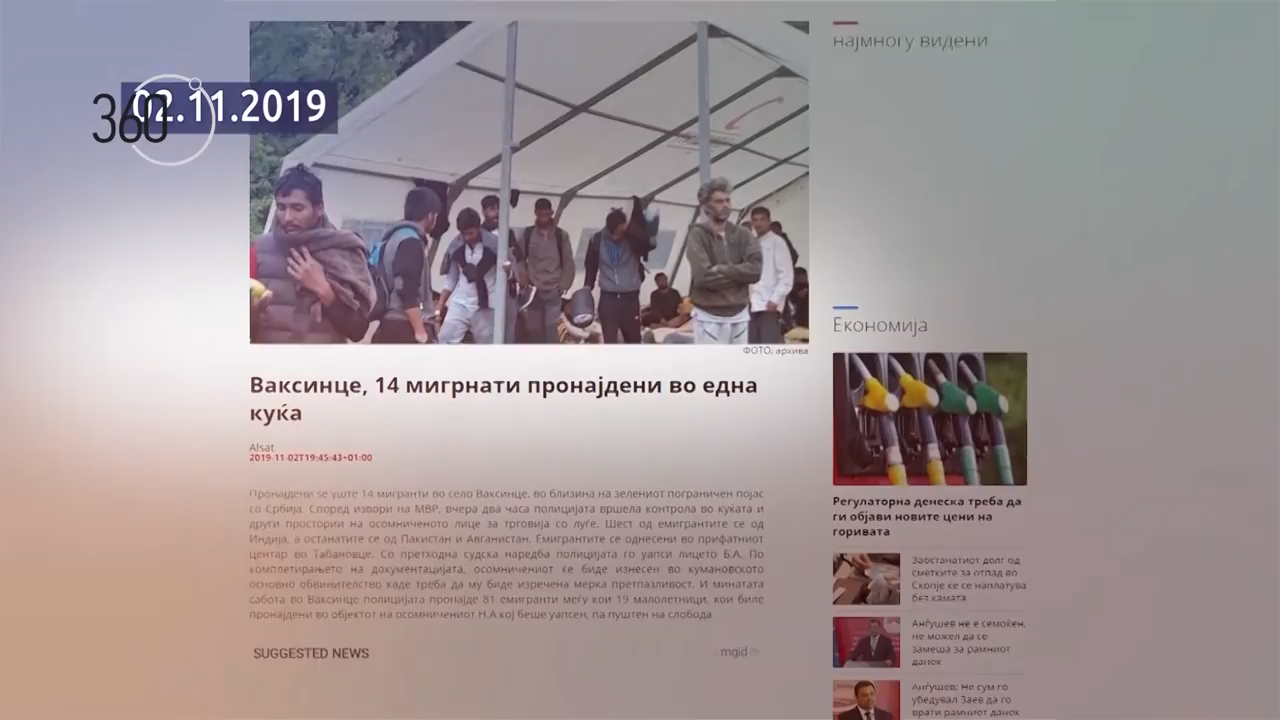 360
02.11.2019
ФОТО: архива
Ваксинце, 14 мигрнати пронајдени во една
куќа
Alsat
2019-11-02T19:45:43+01:00
Пронајдени se уште 14 мигранти во село Ваксинце, во близина на зелениот пограничен појас
со Србија. Според извори на МВР, вчера два часа полицијата вршела контрола во куќата и
други простории на осомниченото лице за трговија со луѓе. Шест од емигрантите се од
Индија, а останатите се од Пакистан и Авганистан. Емигрантите се однесени во прифатниот
центар во Табановце. Со претходна судска наредба полицијата го уапси лицето Б.А. По
комплетирањето на документацијата, осомничениот ќе биде изнесен во кумановското
основно обвинителство каде треба да му биде изречена мерка претпазливост. И минатата
сабота во Ваксинце полицијата пронајде 81 емигранти меѓу кои 19 малолетници, кои биле
пронајдени во објектот на осомничениот Н.А кој беше уапсен, па пуштен на слобода
SUGGESTED NEWS
mgid
најмногу видени
Економија
Регулаторна денеска треба да
ги објави новите цени на
горивата
Заостанатиот долг од
сметките за отпад во
Скопје ќе се наплатува
без камата
Анѓушев не е семоќен,
не можел да се
замеша за рамниот
данок
Анѓушев: Не сум го
убедувал Заев да го
врати рамниот данок